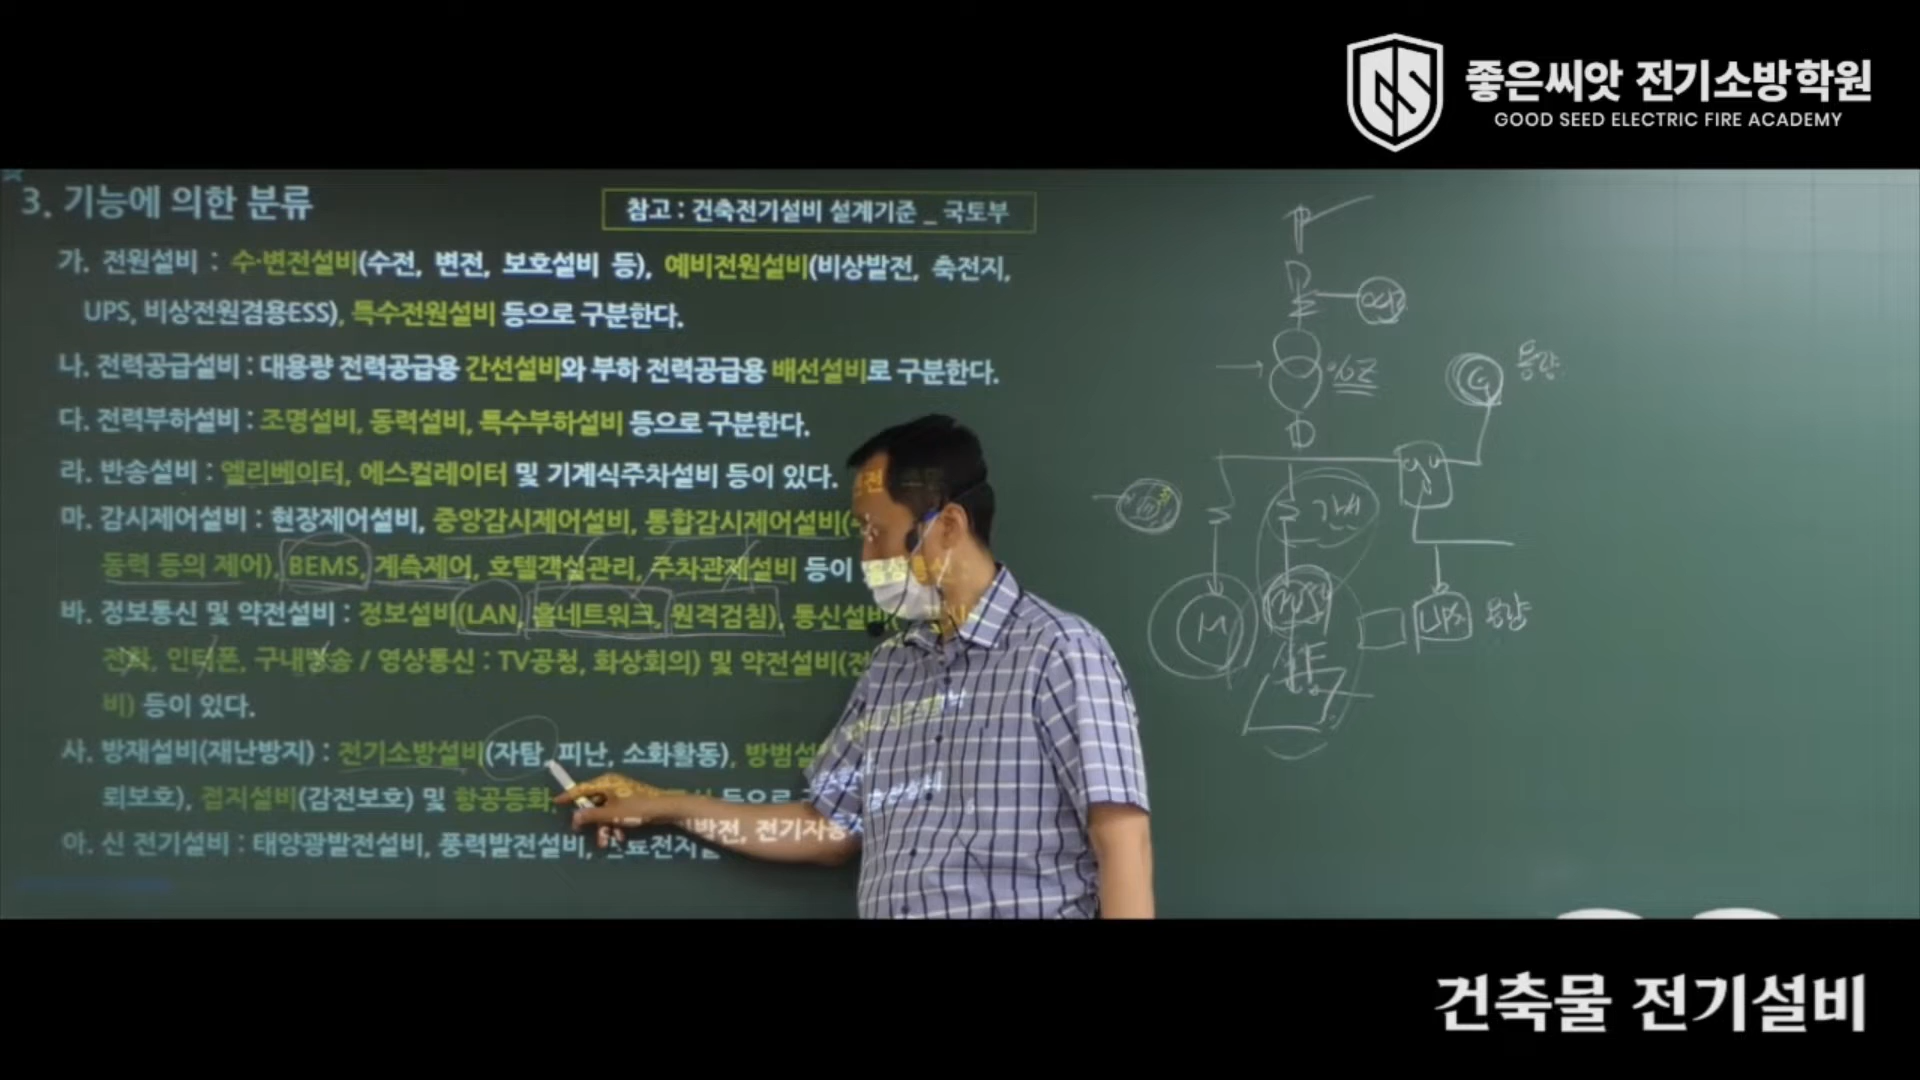 좋은씨앗 전기소방학원
GOOD SEED ELECTRIC FIRE ACADEMY
3. 기능에 의한 분류
참고 : 건축전기설비 설계기준 _ 국토부
가. 전원설비 : 수·변전설비(수전, 변전, 보호설비 등), 예비전원설비(비상발전, 축전지,
UPS, 비상전원겸용ESS), 특수전원설비 등으로 구분한다.
나. 전력공급설비 : 대용량 전력공급용 간선설비와 부하 전력공급용 배선설비로 구분한다.
다. 전력부하설비 : 조명설비, 동력설비, 특수부하설비 등으로 구분한다.
라. 반송설비 : 엘리베이터, 에스컬레이터 및 기계식주차설비 등이 있다.
마. 감시제어설비 : 현장제어설비, 중앙감시제어설비, 통합감시제어설비(
동력 등의 제어), BEMS, 계측제어, 호텔객실관리, 주차관제설비 등이
바. 정보통신 및 약전설비 : 정보설비(LAN, 홈네트워크, 원격검침), 통신설비(
전화, 인터폰, 구내방송 / 영상통신 : TV공청, 화상회의) 및 약전설비(전
비) 등이 있다.
사. 방재설비(재난방지) : 전기소방설비(자탐, 피난, 소화활동), 방범설
뢰보호), 접지설비(감전보호) 및 항공등화,
아. 신 전기설비 : 태양광발전설비, 풍력발전설비,
%Z
G
용량
간선
M
UPS
용량
건축물 전기설비